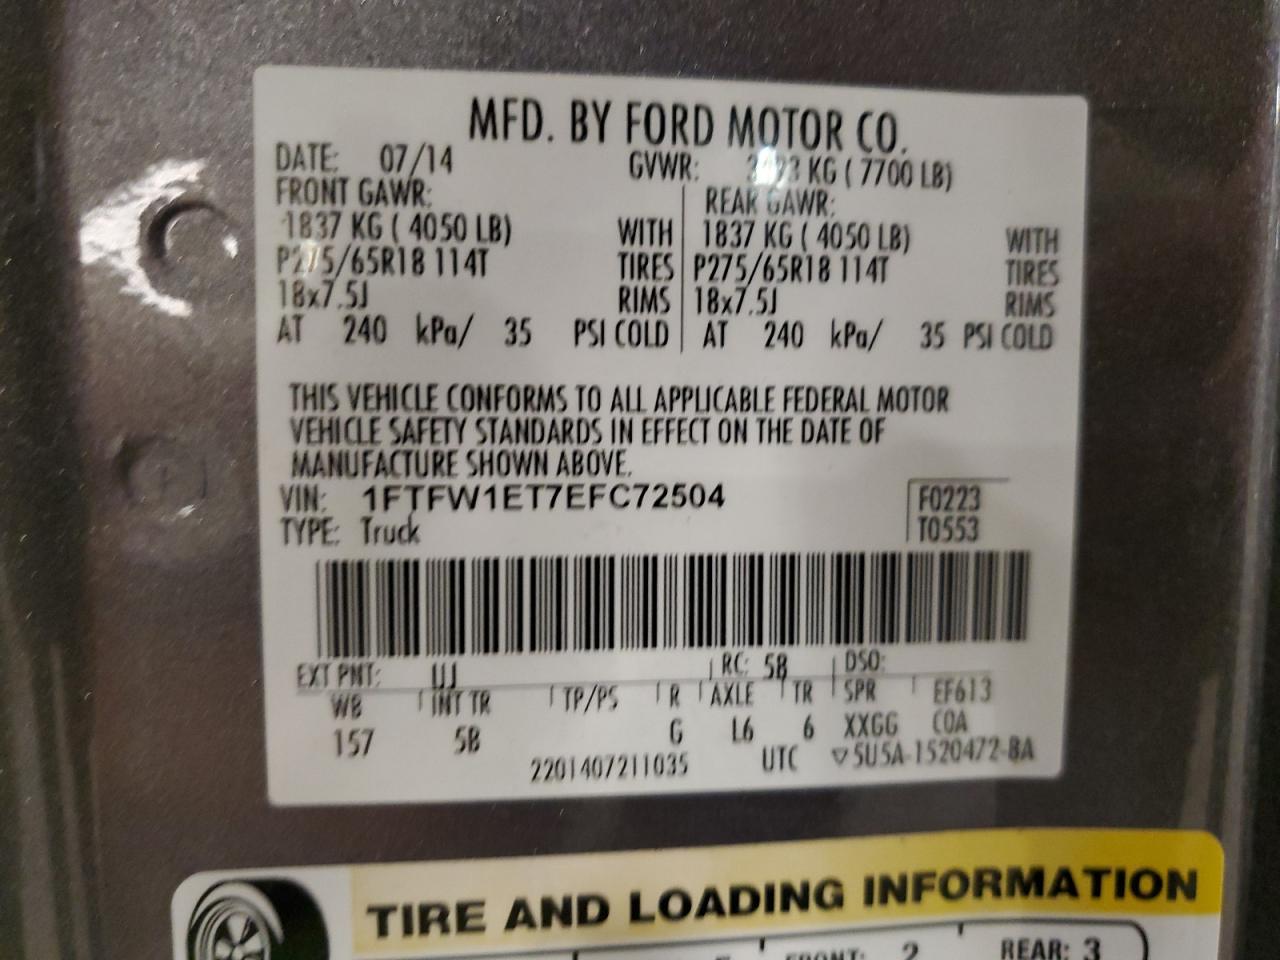 MFD. BY FORD MOTOR CO.
DATE: 07/14 GVWR: KG ( 7700 LB)
FRONT GAWR: REAR GAWR:
1837 KG ( 4050 LB) WITH 1837 KG ( 4050 LB) WITH
P275/65R18 114T TIRES P275/65R18 114T TIRES
18x7.5J RIMS 18x7.5J RIMS
AT 240 kPa/ 35 PSI COLD AT 240 kPa/ 35 PSI COLD
THIS VEHICLE CONFORMS TO ALL APPLICABLE FEDERAL MOTOR
VEHICLE SAFETY STANDARDS IN EFFECT ON THE DATE OF
MANUFACTURE SHOWN ABOVE.
VIN: 1FTFW1ET7EFC72504 F0223
TYPE: Truck T0553
EXT PNT: UJ RC: 58 DSO:
WB INT TR TP/PS R AXLE TR SPR EF613
157 5B G L6 6 XXGG COA
2201407211035 UTC ▽5U5A-1520472-BA
TIRE AND LOADING INFORMATION
FRONT: 2 REAR: 3